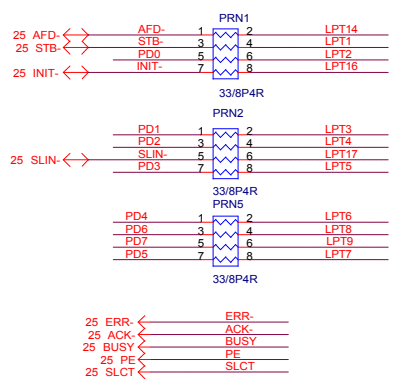 PRN1
25 AFD- AFD- 1 2 LPT14
25 STB- STB- 3 4 LPT1
PD0 5 6 LPT2
25 INIT- INIT- 7 8 LPT16
33/8P4R
PRN2
PD1 1 2 LPT3
PD2 3 4 LPT4
25 SLIN- SLIN- 5 6 LPT17
PD3 7 8 LPT5
33/8P4R
PRN5
PD4 1 2 LPT6
PD6 3 4 LPT8
PD7 5 6 LPT9
PD5 7 8 LPT7
33/8P4R
25 ERR- ERR-
25 ACK- ACK-
25 BUSY BUSY
25 PE PE
25 SLCT SLCT